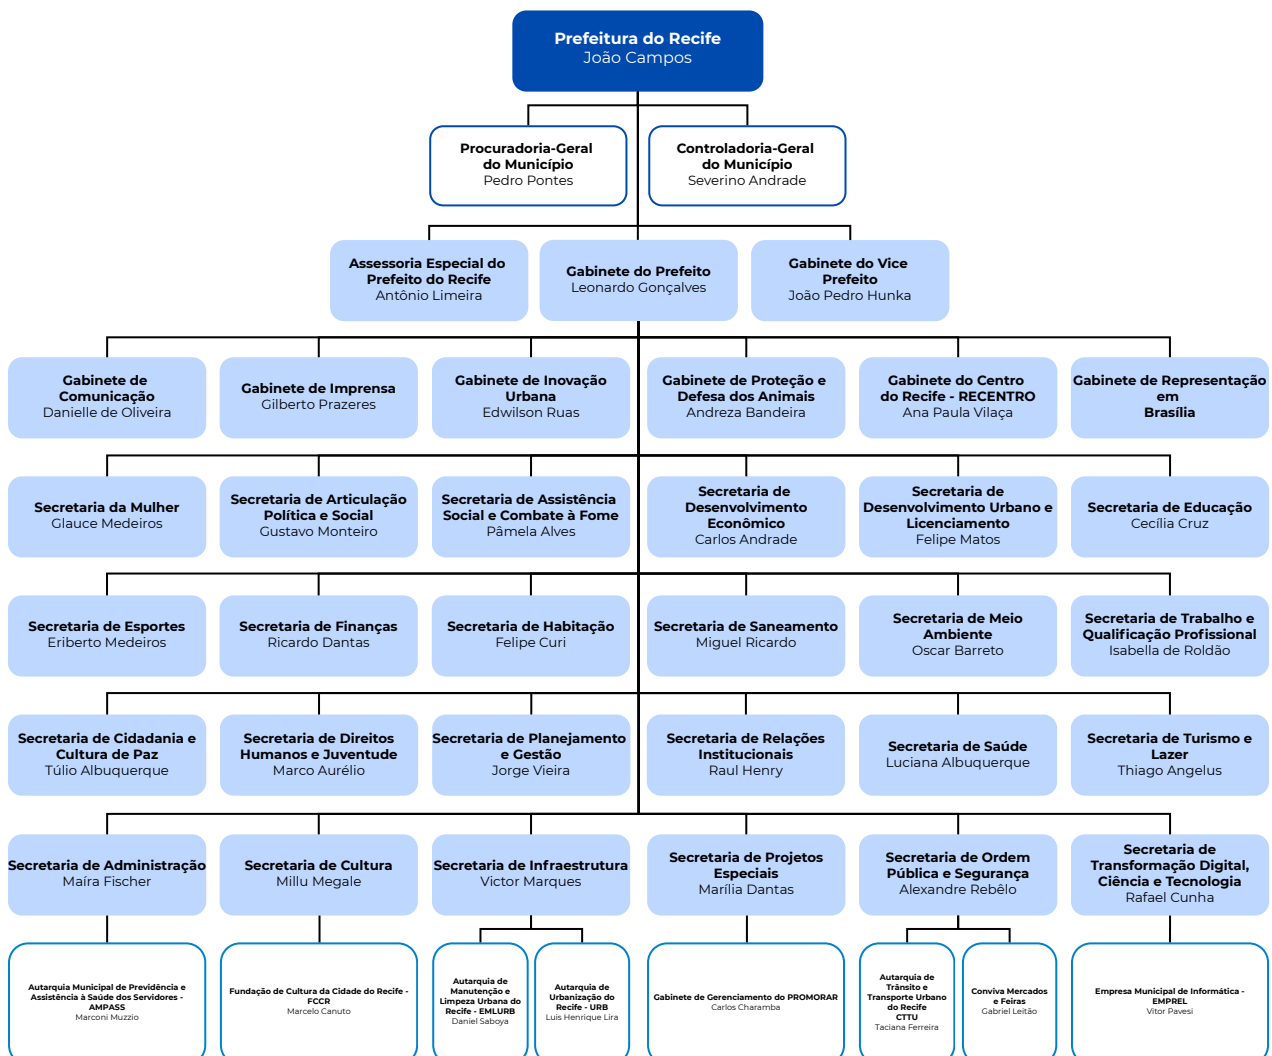 Prefeitura do Recife
João Campos
Procuradoria-Geral
do Município
Pedro Pontes
Controladoria-Geral
do Município
Severino Andrade
Assessoria Especial do
Prefeito do Recife
Antônio Limeira
Gabinete do Prefeito
Leonardo Gonçalves
Gabinete do Vice
Prefeito
João Pedro Hunka
Gabinete de
Comunicação
Danielle de Oliveira
Gabinete de Imprensa
Gilberto Prazeres
Gabinete de Inovação
Urbana
Edwilson Ruas
Gabinete de Proteção e
Defesa dos Animais
Andreza Bandeira
Gabinete do Centro
do Recife - RECENTRO
Ana Paula Vilaça
Gabinete de Representação
em
Brasília
Secretaria da Mulher
Glauce Medeiros
Secretaria de Articulação
Política e Social
Gustavo Monteiro
Secretaria de Assistência
Social e Combate à Fome
Pâmela Alves
Secretaria de
Desenvolvimento
Econômico
Carlos Andrade
Secretaria de
Desenvolvimento Urbano e
Licenciamento
Felipe Matos
Secretaria de Educação
Cecília Cruz
Secretaria de Esportes
Eriberto Medeiros
Secretaria de Finanças
Ricardo Dantas
Secretaria de Habitação
Felipe Curi
Secretaria de Saneamento
Miguel Ricardo
Secretaria de Meio
Ambiente
Oscar Barreto
Secretaria de Trabalho e
Qualificação Profissional
Isabella de Roldão
Secretaria de Cidadania e
Cultura de Paz
Túlio Albuquerque
Secretaria de Direitos
Humanos e Juventude
Marco Aurélio
Secretaria de Planejamento
e Gestão
Jorge Vieira
Secretaria de Relações
Institucionais
Raul Henry
Secretaria de Saúde
Luciana Albuquerque
Secretaria de Turismo e
Lazer
Thiago Angelus
Secretaria de Administração
Maíra Fischer
Secretaria de Cultura
Millu Megale
Secretaria de Infraestrutura
Victor Marques
Secretaria de Projetos
Especiais
Marília Dantas
Secretaria de Ordem
Pública e Segurança
Alexandre Rebêlo
Secretaria de
Transformação Digital,
Ciência e Tecnologia
Rafael Cunha
Autarquia Municipal de Previdência e
Assistência à Saúde dos Servidores -
AMPASS
Marconi Muzzio
Fundação de Cultura da Cidade do Recife -
FCCR
Marcelo Canuto
Autarquia de
Manutenção e
Limpeza Urbana do
Recife - EMLURB
Daniel Saboya
Autarquia de
Urbanização do
Recife - URB
Luis Henrique Lira
Gabinete de Gerenciamento do PROMORAR
Carlos Charamba
Autarquia de
Trânsito e
Transporte Urbano
do Recife
CTTU
Taciana Ferreira
Conviva Mercados
e Feiras
Gabriel Leitão
Empresa Municipal de Informática -
EMPREL
Vitor Pavesi